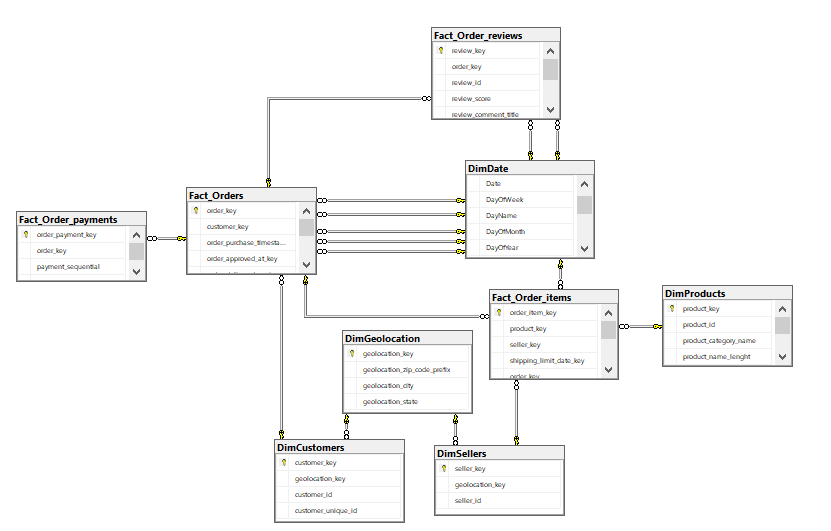 Fact_Order_reviews
review_key
order_key
review_id
review_score
review_comment_title
DimDate
Date
DayOfWeek
DayName
DayOfMonth
DayOfYear
Fact_Orders
order_key
customer_key
order_purchase_timesta...
order_approved_at_key
Fact_Order_payments
order_payment_key
order_key
payment_sequential
Fact_Order_items
order_item_key
product_key
seller_key
shipping_limit_date_key
order_key
DimProducts
product_key
product_id
product_category_name
product_name_lenght
DimGeolocation
geolocation_key
geolocation_zip_code_prefix
geolocation_city
geolocation_state
DimCustomers
customer_key
geolocation_key
customer_id
customer_unique_id
DimSellers
seller_key
geolocation_key
seller_id